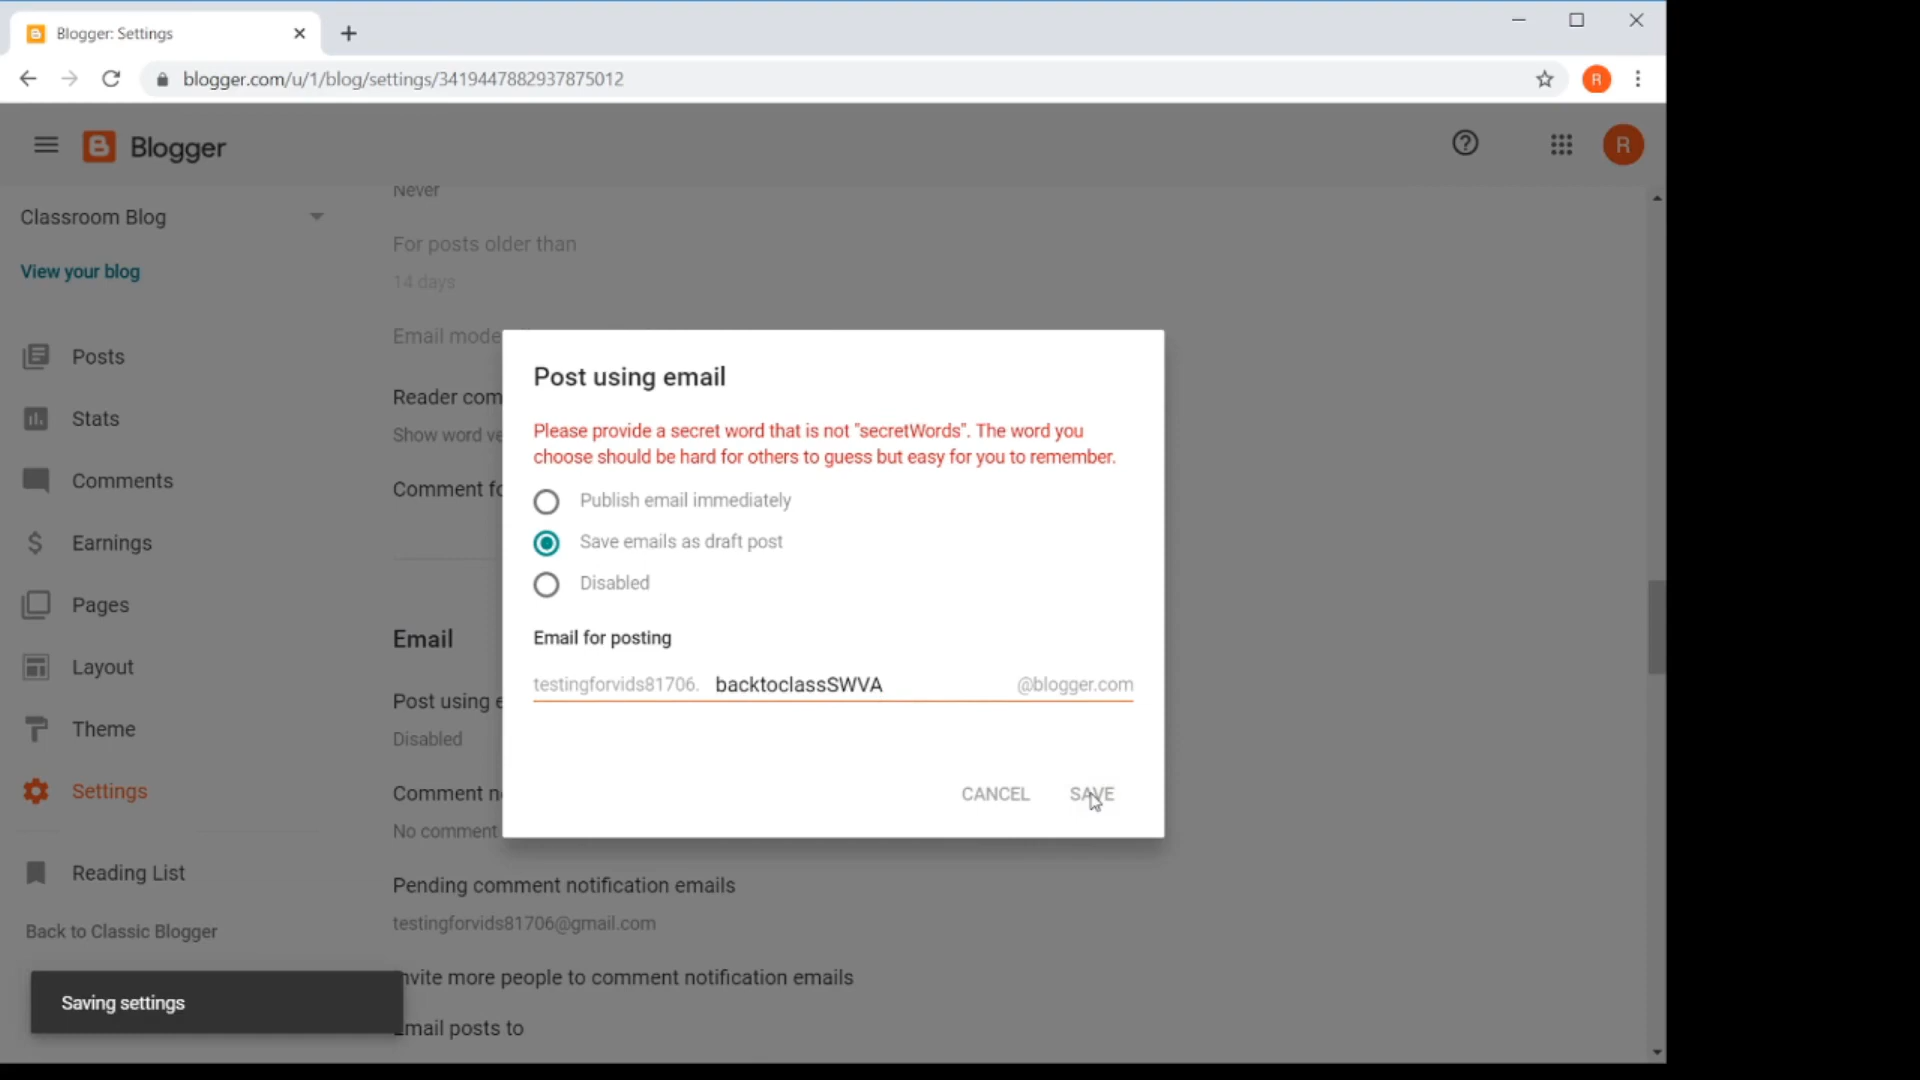 Blogger: Settings
blogger.com/u/1/blog/settings/3419447882937875012
R
Blogger
R
Classroom Blog
View your blog
Posts
Stats
Comments
Earnings
Pages
Layout
Theme
Settings
Reading List
Back to Classic Blogger
Saving settings
Never
For posts older than
14 days
Email mode
Reader com
Show word ve
Comment fo
Email
Post using e
Disabled
Comment n
No comment
Pending comment notification emails
testingforvids81706@gmail.com
nvite more people to comment notification emails
Email posts to
Post using email
Please provide a secret word that is not "secretWords". The word you
choose should be hard for others to guess but easy for you to remember.
Publish email immediately
Save emails as draft post
Disabled
Email for posting
testingforvids81706. backtoclassSWVA @blogger.com
CANCEL SAVE